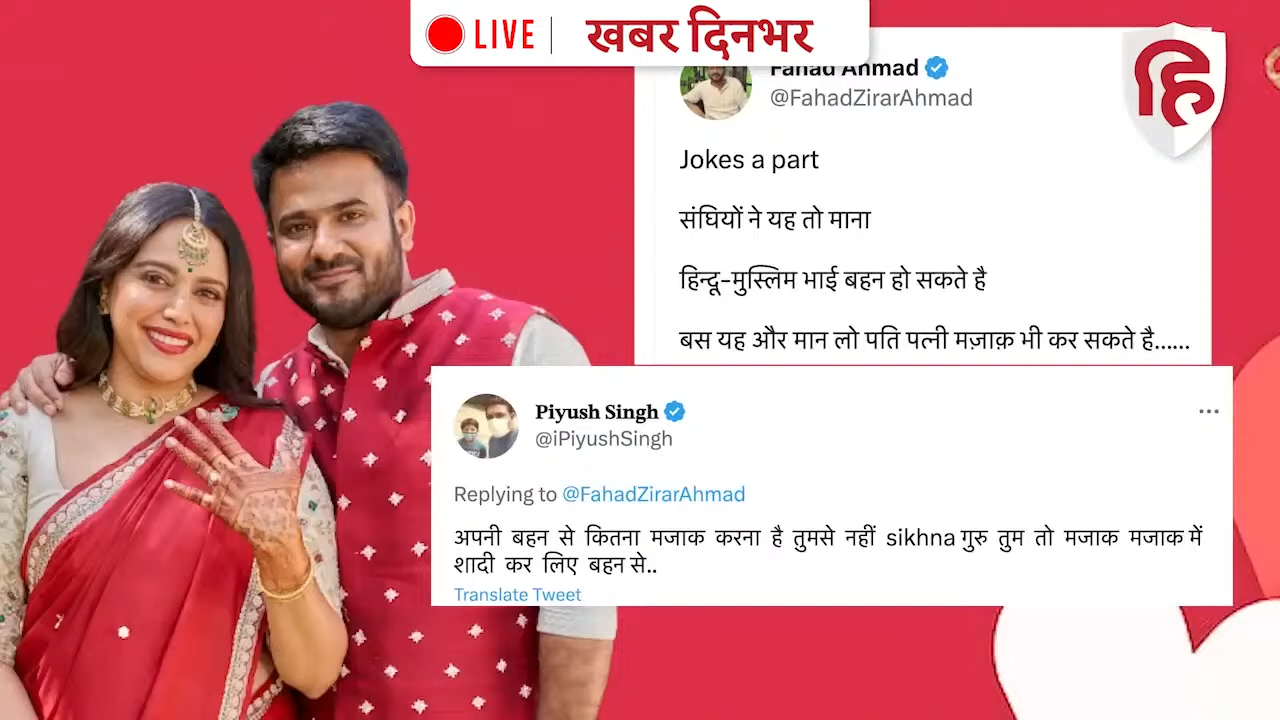 LIVE | खबर दिनभर
हि
Fahad Ahmad
@FahadZirarAhmad
Jokes a part
संघियों ने यह तो माना
हिन्दू-मुस्लिम भाई बहन हो सकते है
बस यह और मान लो पति पत्नी मज़ाक़ भी कर सकते है......
Piyush Singh
@iPiyushSingh
Replying to @FahadZirarAhmad
अपनी बहन से कितना मजाक करना है तुमसे नहीं sikhna गुरु तुम तो मजाक मजाक में
शादी कर लिए बहन से..
Translate Tweet